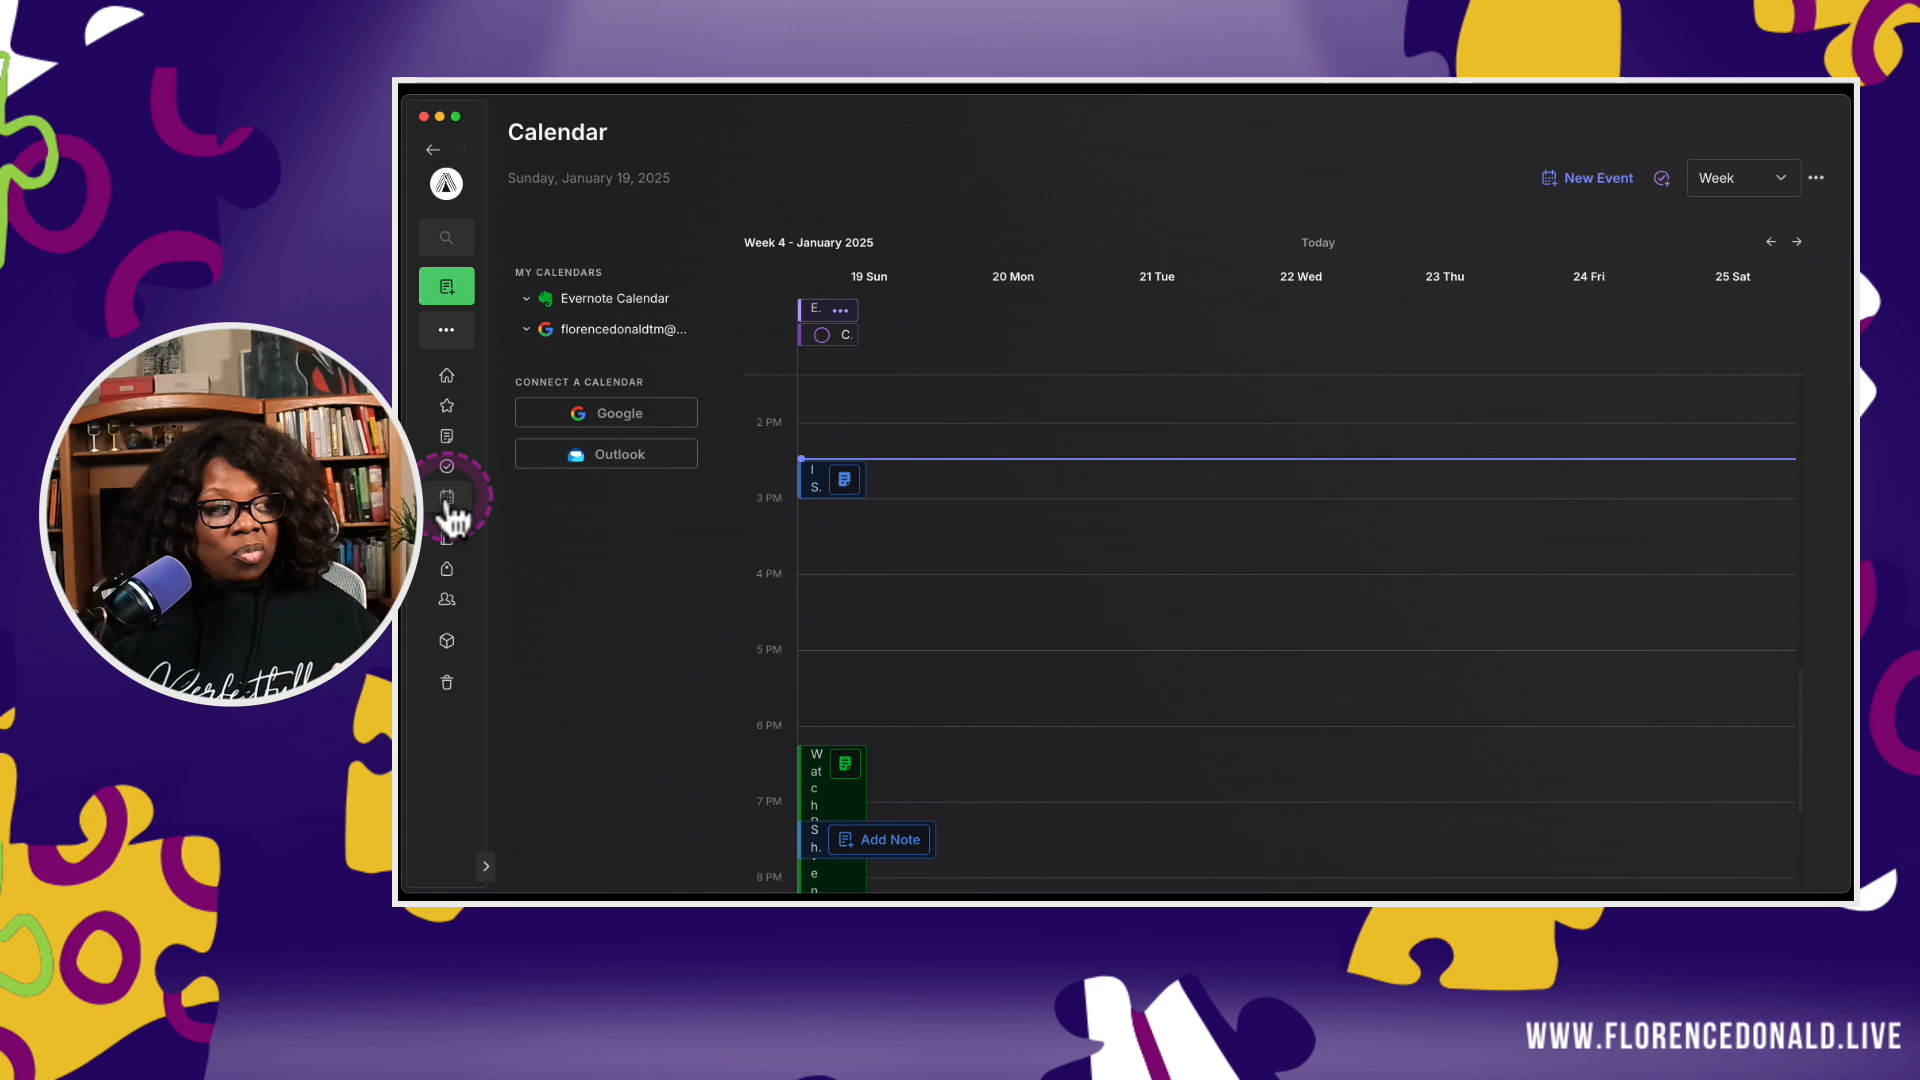 Calendar
Sunday, January 19, 2025
New Event
Week
Week 4 - January 2025
Today
19 Sun
20 Mon
21 Tue
22 Wed
23 Thu
24 Fri
25 Sat
MY CALENDARS
Evernote Calendar
florencedonaldtm@...
CONNECT A CALENDAR
Google
Outlook
E.
C.
2 PM
I
S.
3 PM
4 PM
5 PM
6 PM
W
at
c
h
7 PM
S
h.
Add Note
e
n
8 PM
WWW.FLORENCEDONALD.LIVE